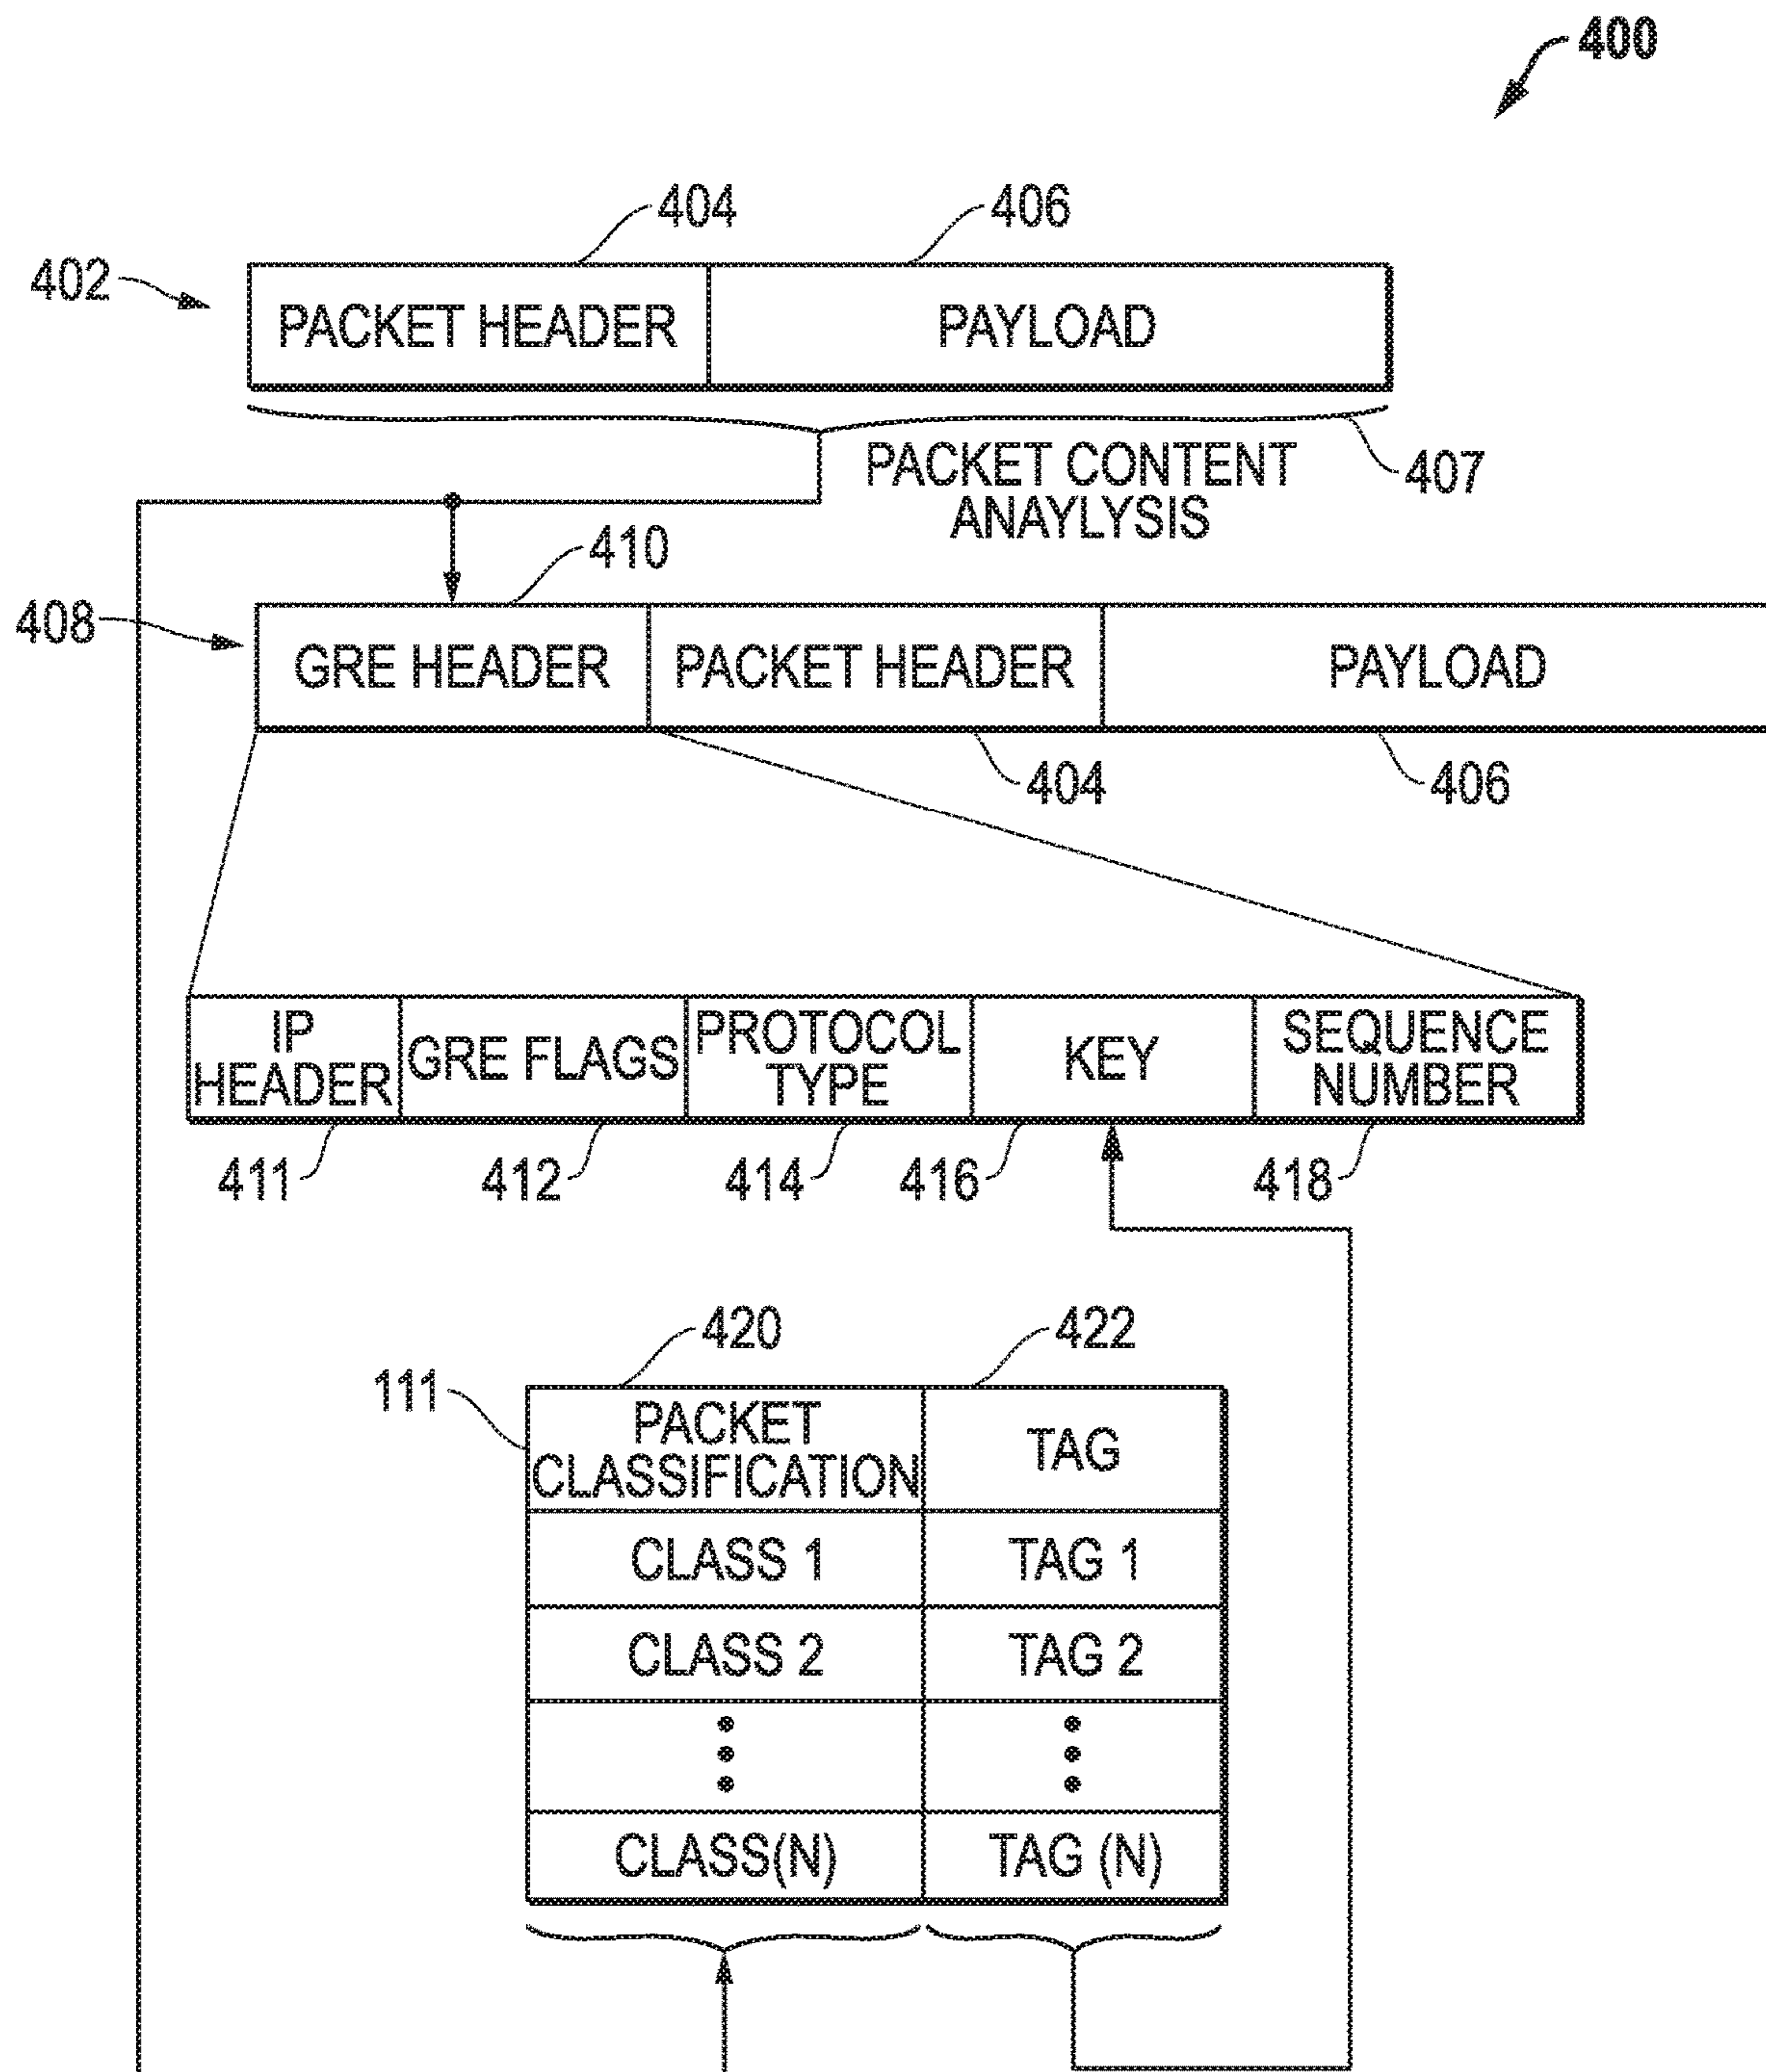 400
404
406
402
PACKET HEADER
PAYLOAD
PACKET CONTENT
ANAYLYSIS
407
410
408
GRE HEADER
PACKET HEADER
PAYLOAD
404
406
IP
HEADER
GRE FLAGS
PROTOCOL
TYPE
KEY
SEQUENCE
NUMBER
411
412
414
416
418
420
422
111
PACKET
CLASSIFICATION
TAG
CLASS 1
TAG 1
CLASS 2
TAG 2
CLASS(N)
TAG (N)